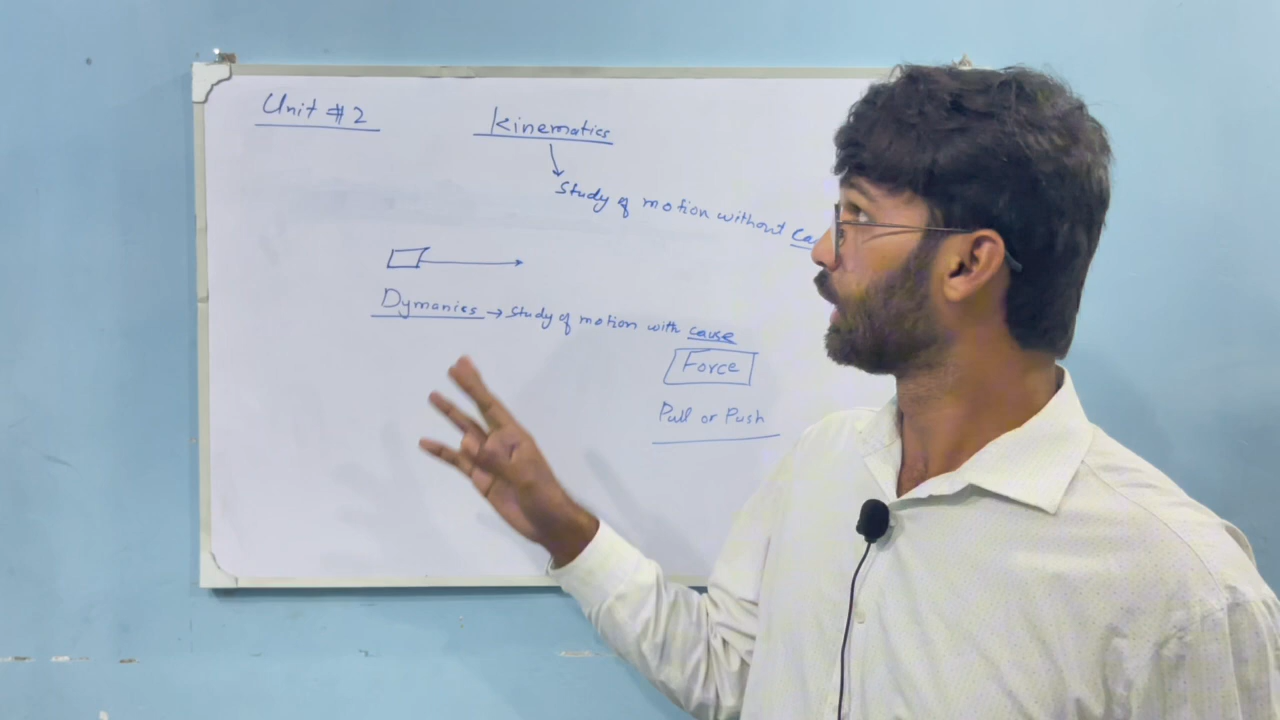 Unit # 2
Kinematics
Study of motion without
Dymanics → Study of motion with cause
Force
Pull or Push